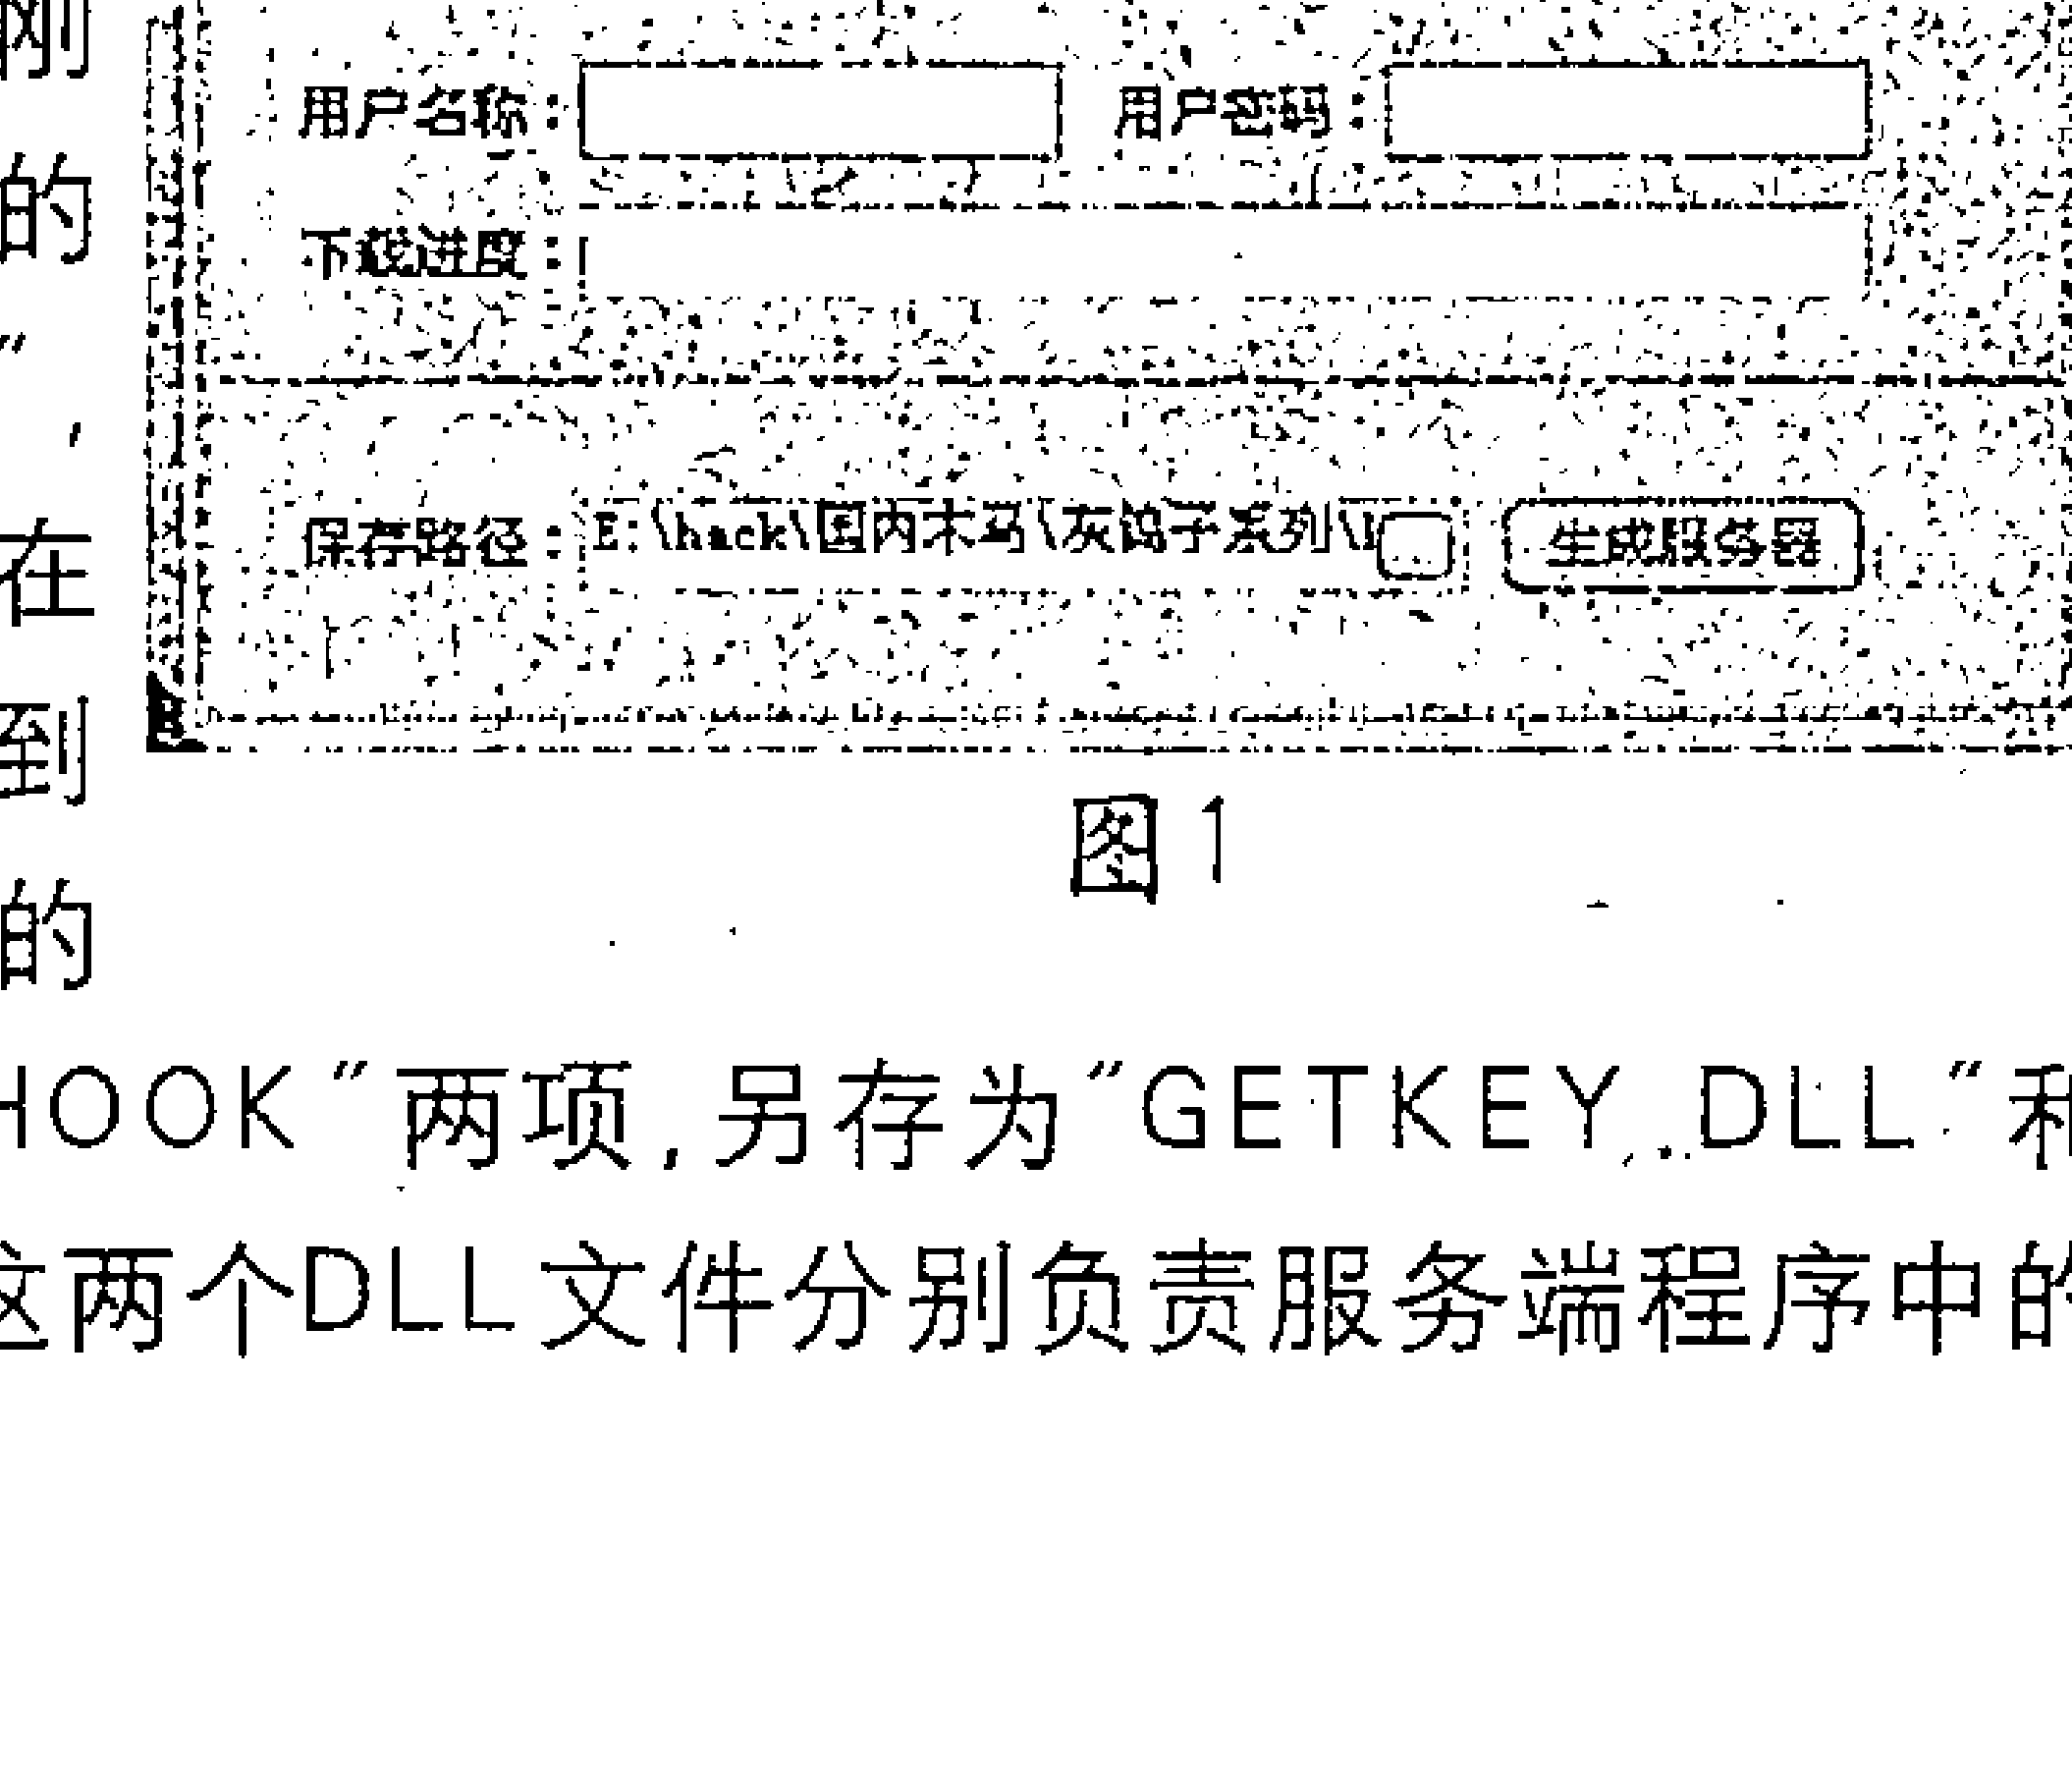 刚
的
"
,
在
到
的
用户名称: 用户密码:
下载进度:
保存路径: E:\hack\国内木马\灰鸽子系列\ ... 生成服务器
图1
HOOK"两项,另存为"GETKEY.DLL"和
这两个DLL文件分别负责服务端程序中的